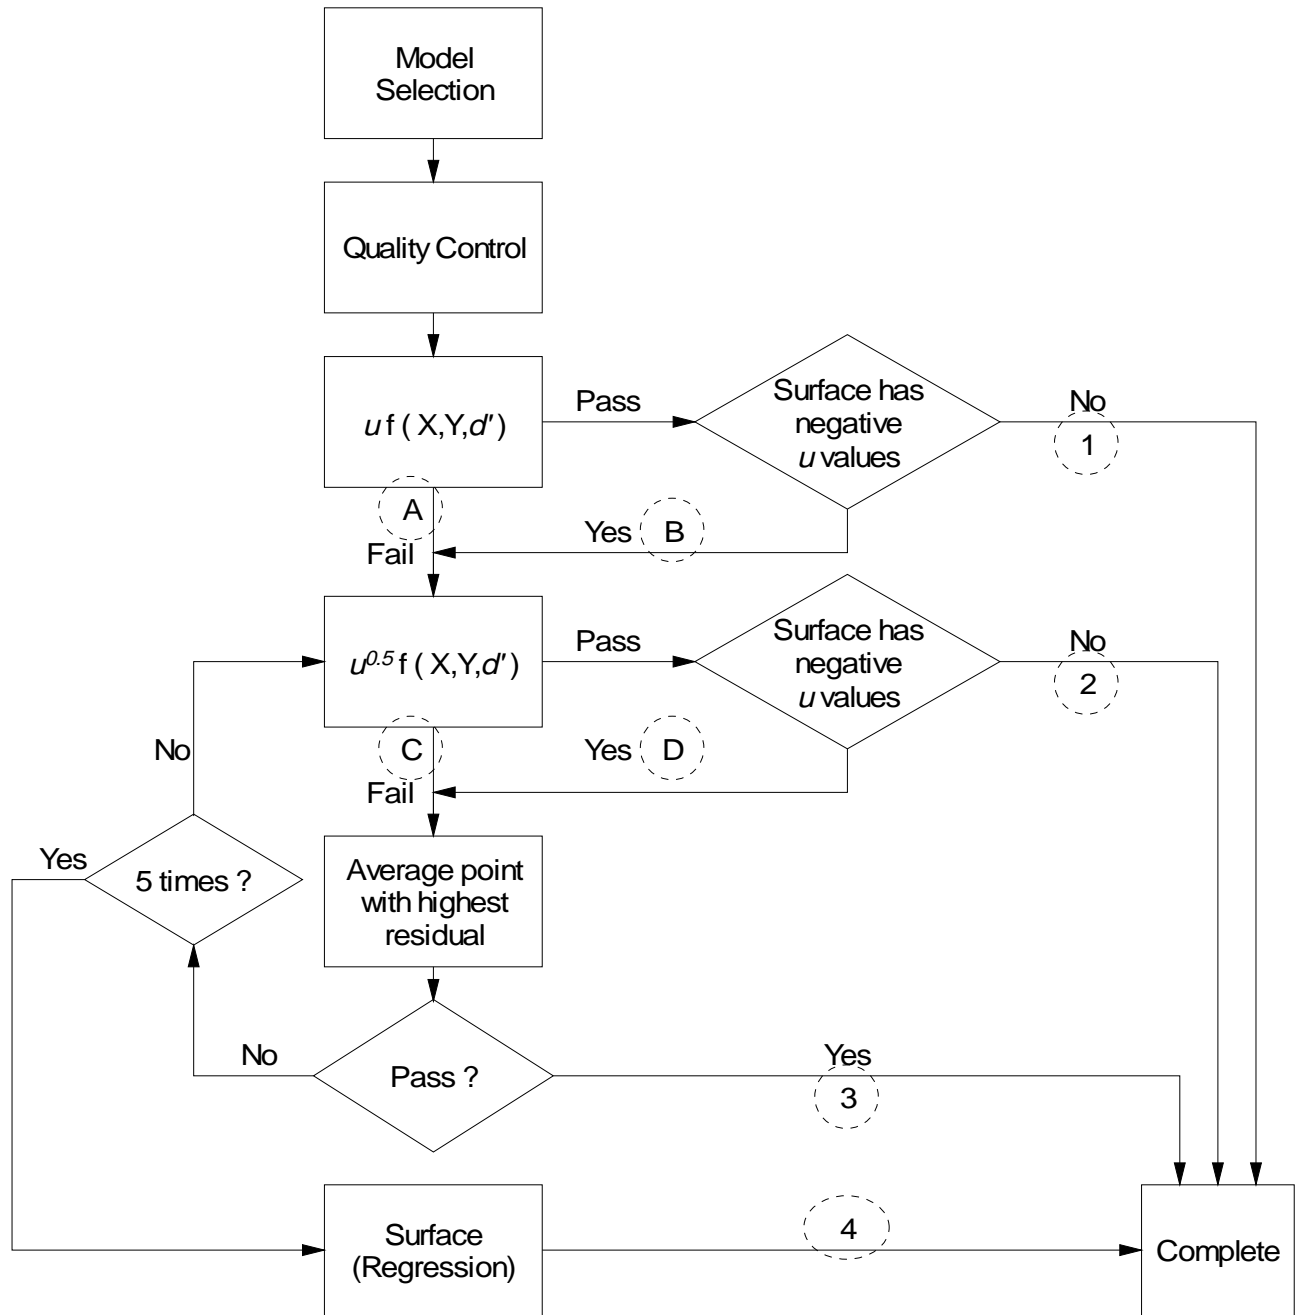 Model
Selection
Quality Control
u f ( X,Y,d′)
Pass
Surface has
negative
u values
No
1
A
Fail
Yes
B
u^0.5 f ( X,Y,d′)
Pass
Surface has
negative
u values
No
2
No
C
Fail
Yes
D
Yes
5 times ?
Average point
with highest
residual
No
Pass ?
Yes
3
Surface
(Regression)
4
Complete